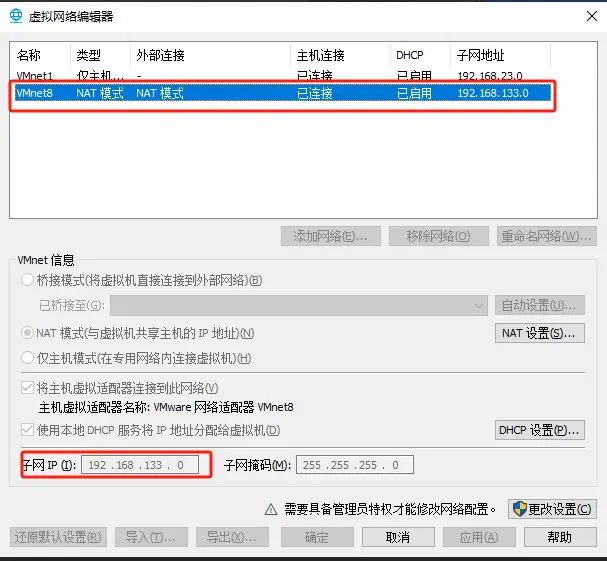 虚拟网络编辑器
名称 类型 外部连接 主机连接 DHCP 子网地址
VMnet1 仅主机... - 已连接 已启用 192.168.23.0
VMnet8 NAT 模式 NAT 模式 已连接 已启用 192.168.133.0
添加网络(E)... 移除网络(O) 重命名网络(W)...
VMnet 信息
桥接模式(将虚拟机直接连接到外部网络)(B)
已桥接至(G): 自动设置(U)...
NAT 模式(与虚拟机共享主机的 IP 地址)(N) NAT 设置(S)...
仅主机模式(在专用网络内连接虚拟机)(H)
将主机虚拟适配器连接到此网络(V)
主机虚拟适配器名称: VMware 网络适配器 VMnet8
使用本地 DHCP 服务将 IP 地址分配给虚拟机(D) DHCP 设置(P)...
子网 IP (I): 192 . 168 . 133 . 0 子网掩码(M): 255 . 255 . 255 . 0
需要具备管理员特权才能修改网络配置。 更改设置(C)
还原默认设置(R) 导入(T)... 导出(X)... 确定 取消 应用(A) 帮助